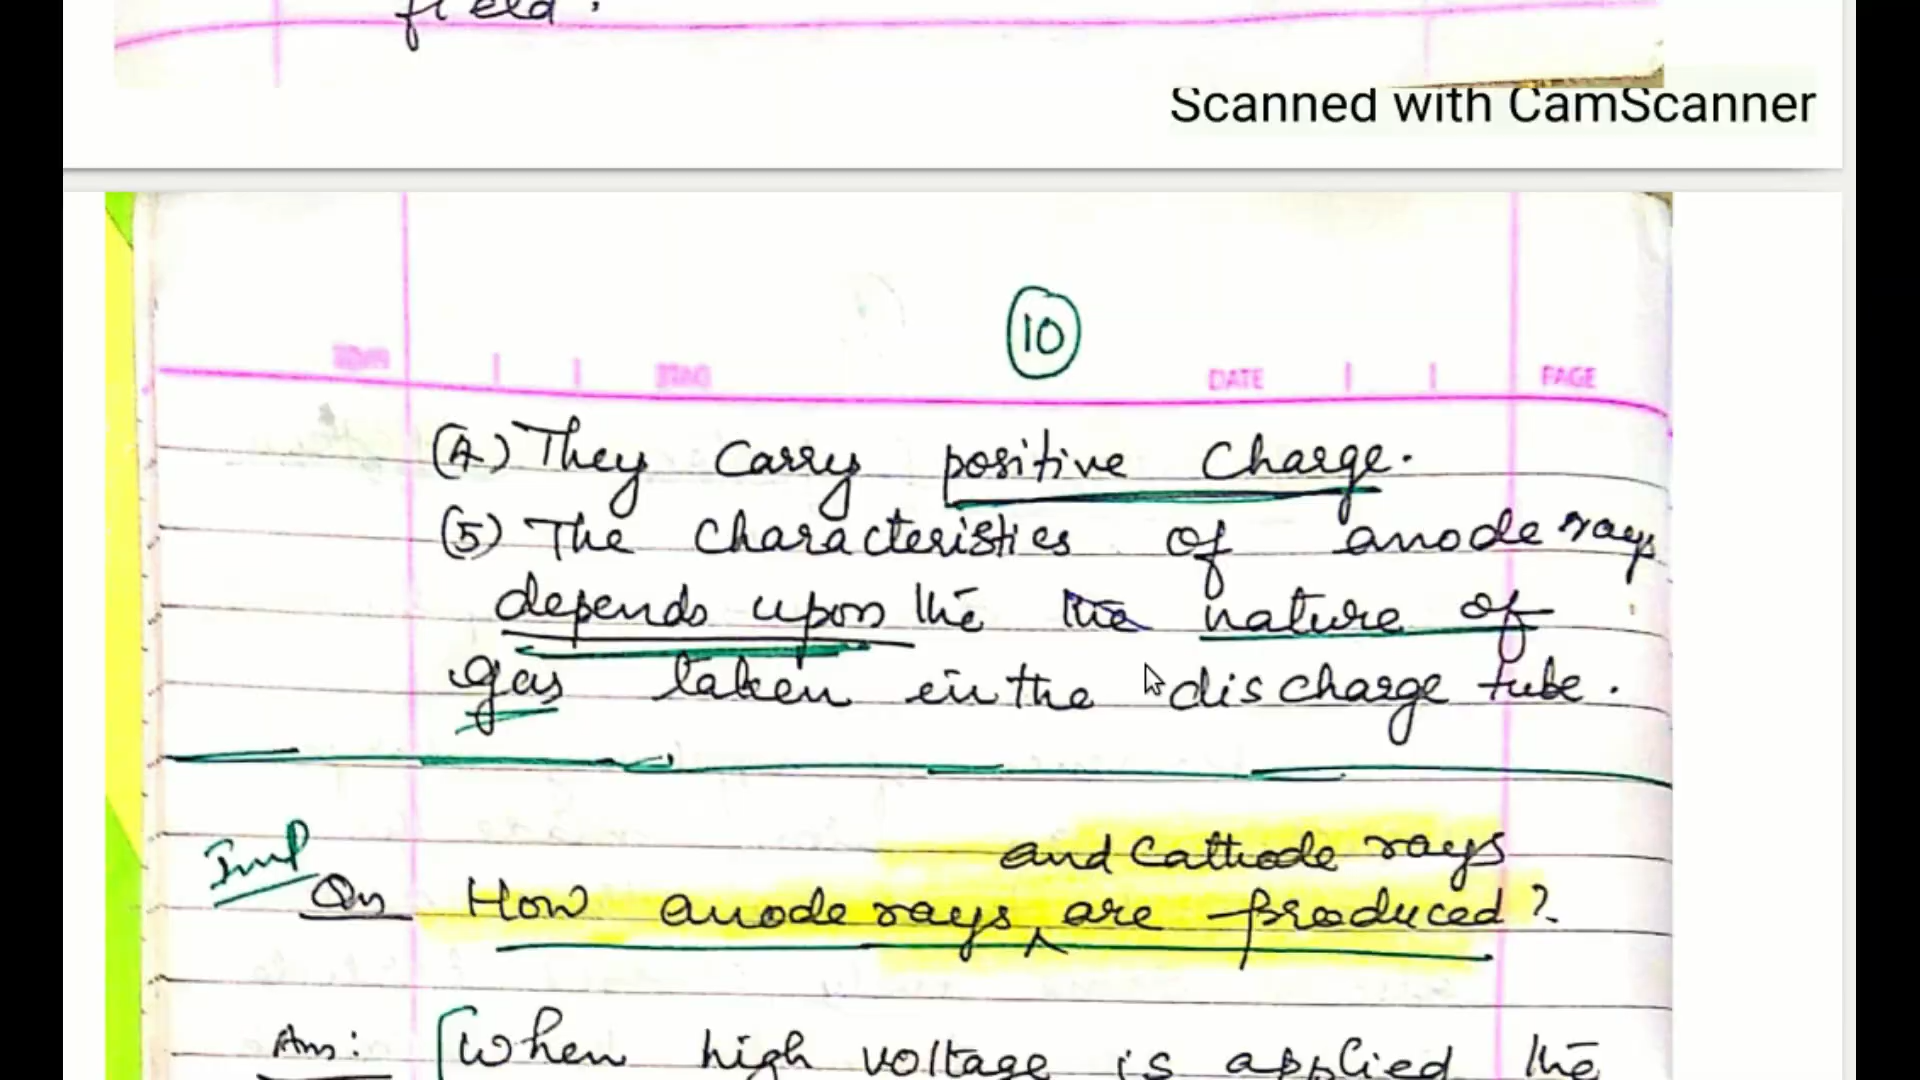 field.
Scanned with CamScanner
10
DATE
PAGE
(4) They carry positive charge.
(5) The characteristics of anode rays
depends upon the the nature of
gas taken in the discharge tube.
and Cathode rays
Imp
Qn How anode rays ^ are produced?
Ans: When high voltage is applied the